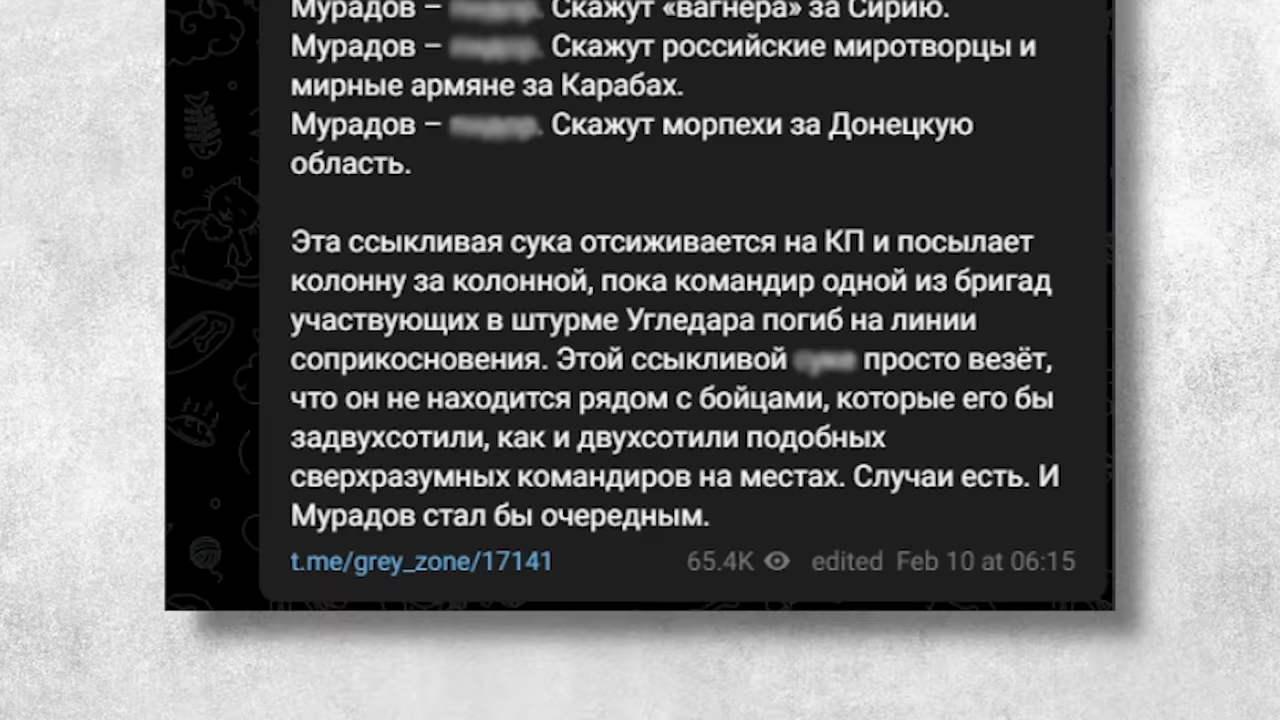 Мурадов – . Скажут «вагнера» за Сирию.
Мурадов – . Скажут российские миротворцы и
мирные армяне за Карабах.
Мурадов – . Скажут морпехи за Донецкую
область.
Эта ссыкливая сука отсиживается на КП и посылает
колонну за колонной, пока командир одной из бригад
участвующих в штурме Угледара погиб на линии
соприкосновения. Этой ссыкливой просто везёт,
что он не находится рядом с бойцами, которые его бы
задвухсотили, как и двухсотили подобных
сверхразумных командиров на местах. Случаи есть. И
Мурадов стал бы очередным.
t.me/grey_zone/17141 65.4K edited Feb 10 at 06:15